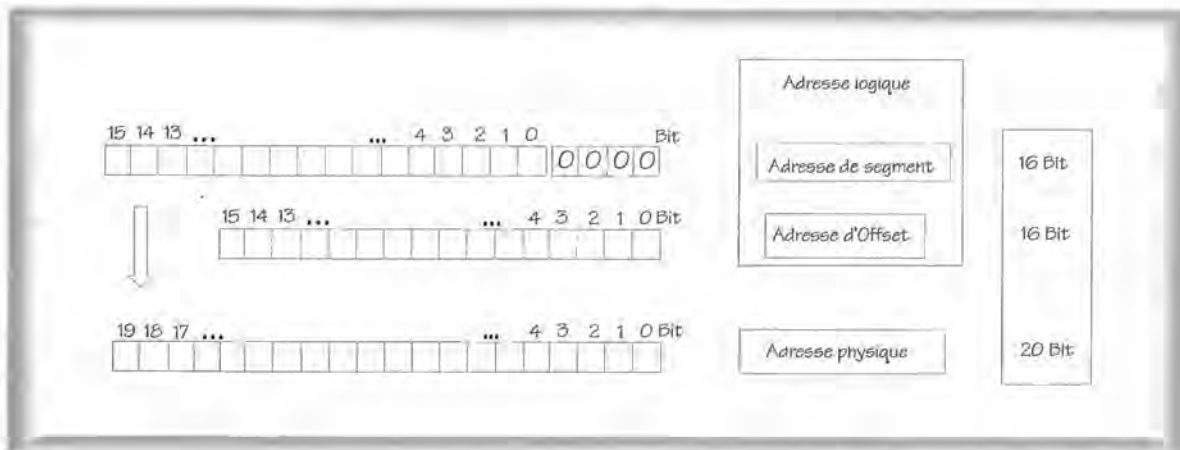 Adresse logique
15 14 13 ... ... 4 3 2 1 0 Bit
0 0 0 0
Adresse de segment
16 Bit
15 14 13 ... ... 4 3 2 1 0 Bit
Adresse d'Offset
16 Bit
19 18 17 ... ... 4 3 2 1 0 Bit
Adresse physique
20 Bit